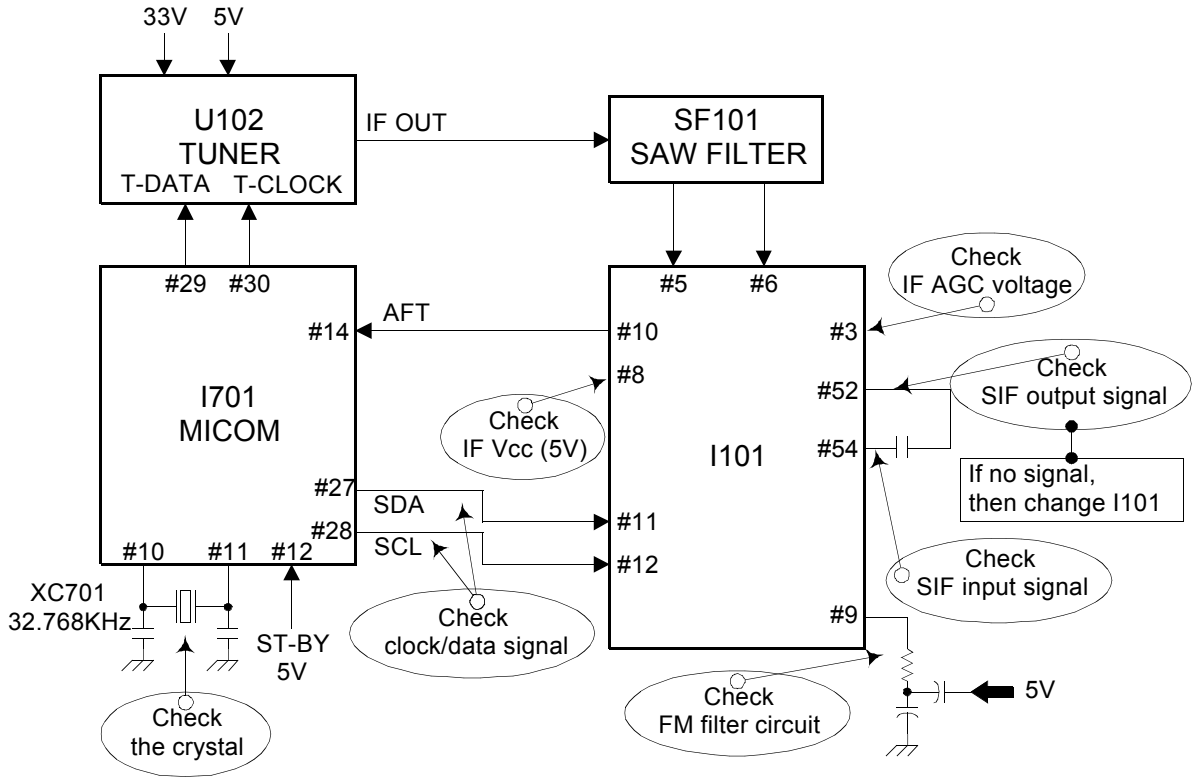 33V 5V
U102
TUNER
T-DATA T-CLOCK
IF OUT
SF101
SAW FILTER
#29 #30
#5 #6
Check
IF AGC voltage
#14
AFT
#10
#3
#8
#52
Check
SIF output signal
I701
MICOM
Check
IF Vcc (5V)
I101
#54
If no signal,
then change I101
#27
SDA
#11
#28
SCL
#12
#10 #11 #12
Check
SIF input signal
XC701
32.768KHz
ST-BY
5V
Check
clock/data signal
#9
5V
Check
FM filter circuit
Check
the crystal